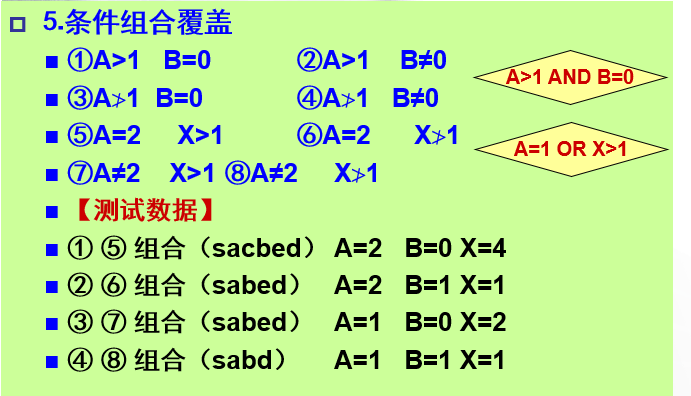 5.条件组合覆盖
①A>1 B=0 ②A>1 B≠0
③A≯1 B=0 ④A≯1 B≠0
⑤A=2 X>1 ⑥A=2 X≯1
⑦A≠2 X>1 ⑧A≠2 X≯1
【测试数据】
① ⑤ 组合（sacbed） A=2 B=0 X=4
② ⑥ 组合（sabed） A=2 B=1 X=1
③ ⑦ 组合（sabed） A=1 B=0 X=2
④ ⑧ 组合（sabd） A=1 B=1 X=1
A>1 AND B=0
A=1 OR X>1